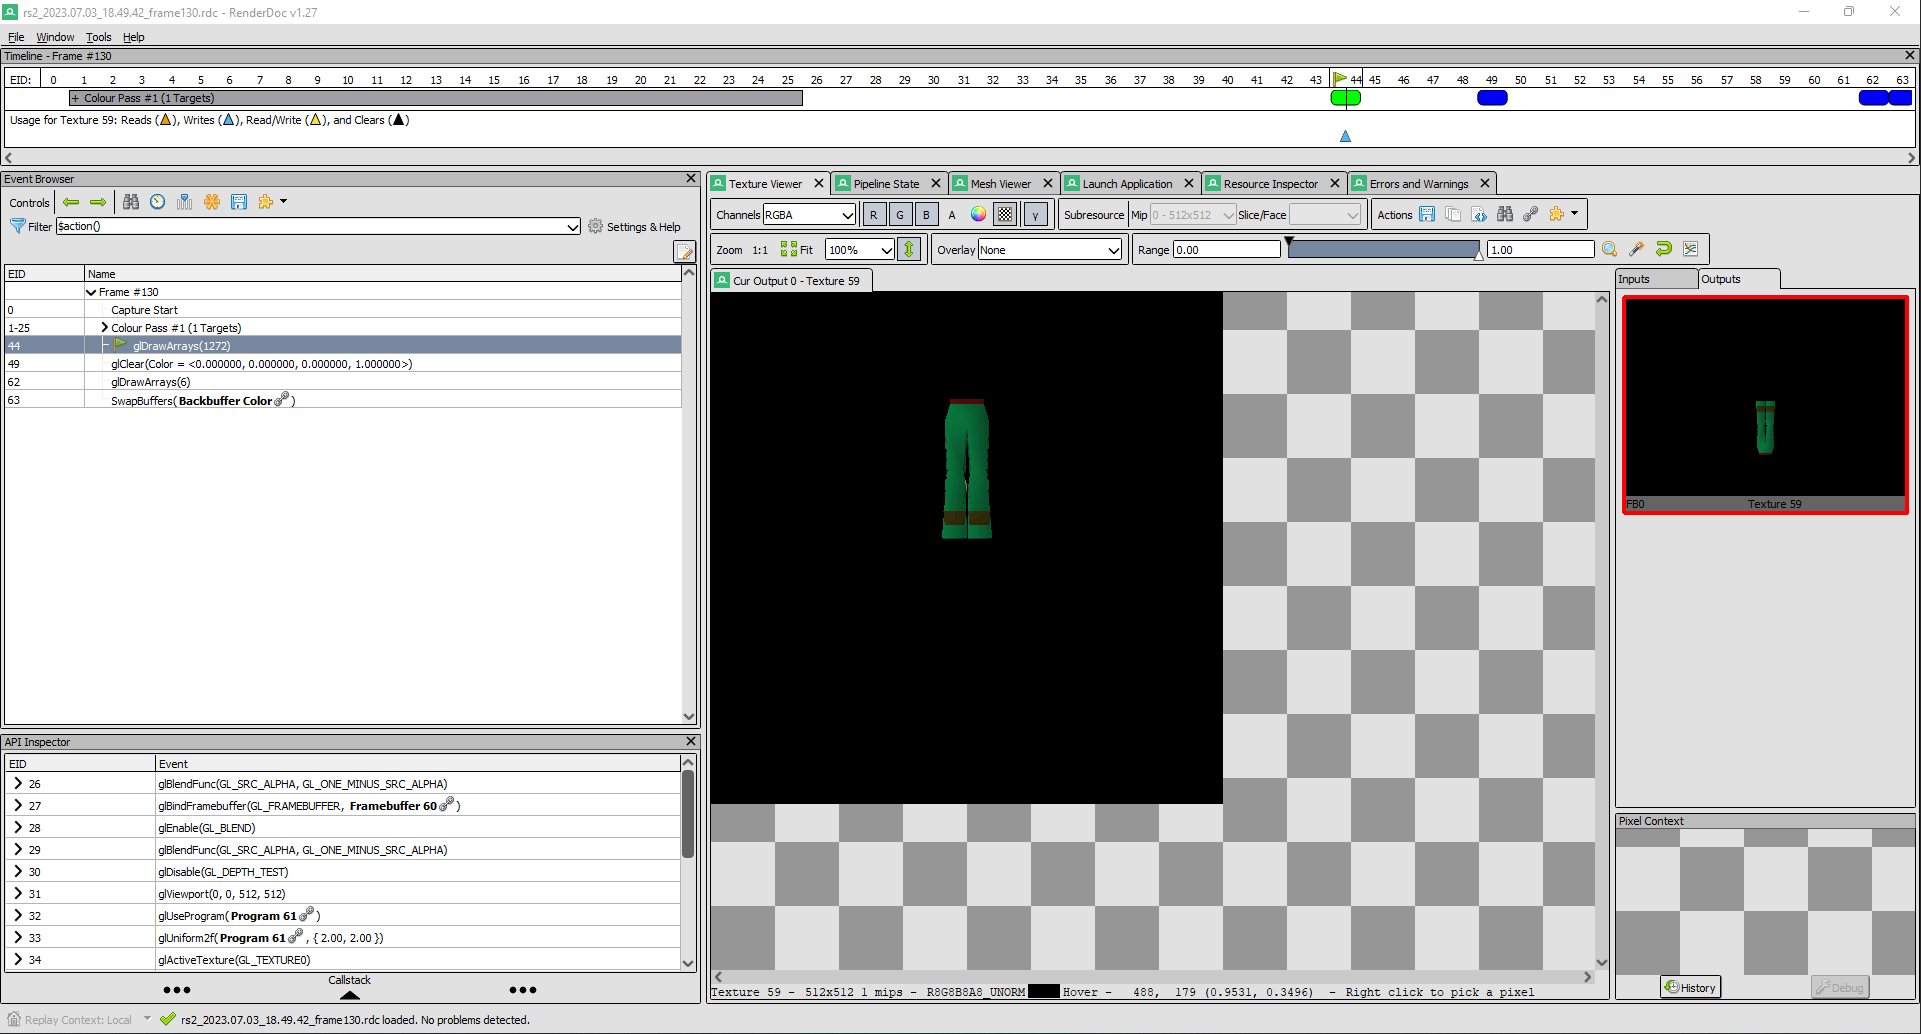 rs2_2023.07.03_18.49.42_frame130.rdc - RenderDoc v1.27
File Window Tools Help
Timeline - Frame #130
EID: 0 1 2 3 4 5 6 7 8 9 10 11 12 13 14 15 16 17 18 19 20 21 22 23 24 25 26 27 28 29 30 31 32 33 34 35 36 37 38 39 40 41 42 43 44 45 46 47 48 49 50 51 52 53 54 55 56 57 58 59 60 61 62 63
+ Colour Pass #1 (1 Targets)
Usage for Texture 59: Reads (), Writes (), Read/Write (), and Clears ()
Event Browser
Controls
Filter $action() Settings & Help
EID Name
Frame #130
0 Capture Start
1-25 Colour Pass #1 (1 Targets)
44 glDrawArrays(1272)
49 glClear(Color = <0.000000, 0.000000, 0.000000, 1.000000>)
62 glDrawArrays(6)
63 SwapBuffers( Backbuffer Color )
API Inspector
EID Event
26 glBlendFunc(GL_SRC_ALPHA, GL_ONE_MINUS_SRC_ALPHA)
27 glBindFramebuffer(GL_FRAMEBUFFER, Framebuffer 60 )
28 glEnable(GL_BLEND)
29 glBlendFunc(GL_SRC_ALPHA, GL_ONE_MINUS_SRC_ALPHA)
30 glDisable(GL_DEPTH_TEST)
31 glViewport(0, 0, 512, 512)
32 glUseProgram( Program 61 )
33 glUniform2f( Program 61 , { 2.00, 2.00 })
34 glActiveTexture(GL_TEXTURE0)
Callstack
Texture Viewer Pipeline State Mesh Viewer Launch Application Resource Inspector Errors and Warnings
Channels RGBA R G B A γ Subresource Mip 0 - 512x512 Slice/Face Actions
Zoom 1:1 Fit 100% Overlay None Range 0.00 1.00
Cur Output 0 - Texture 59
Texture 59 - 512x512 1 mips - R8G8B8A8_UNORM Hover - 488, 179 (0.9531, 0.3496) - Right click to pick a pixel
Inputs Outputs
FB0 Texture 59
Pixel Context
History Debug
Replay Context: Local rs2_2023.07.03_18.49.42_frame130.rdc loaded. No problems detected.